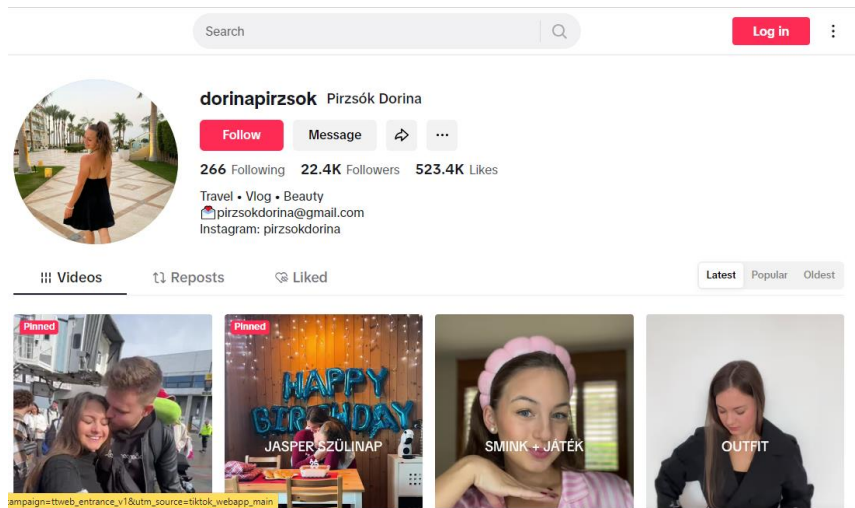 Search
Log in
dorinapirzsok Pirzsók Dorina
Follow Message
266 Following 22.4K Followers 523.4K Likes
Travel • Vlog • Beauty
pirzsokdorina@gmail.com
Instagram: pirzsokdorina
Videos Reposts Liked
Latest Popular Oldest
Pinned
Pinned
HAPPY
BIRTHDAY
JASPER SZÜLINAP
SMINK + JÁTÉK
OUTFIT
campaign=ttweb_entrance_v1&utm_source=tiktok_webapp_main